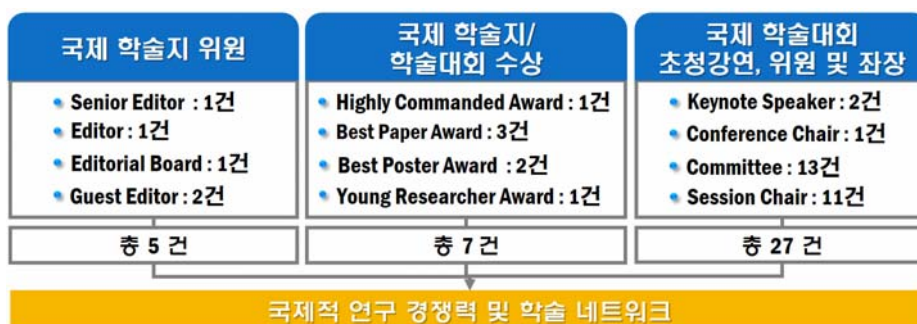 국제 학술지 위원
Senior Editor : 1건
Editor : 1건
Editorial Board : 1건
Guest Editor : 2건
총 5 건
국제 학술지/
학술대회 수상
Highly Commanded Award : 1건
Best Paper Award : 3건
Best Poster Award : 2건
Young Researcher Award : 1건
총 7 건
국제 학술대회
초청강연, 위원 및 좌장
Keynote Speaker : 2건
Conference Chair : 1건
Committee : 13건
Session Chair : 11건
총 27 건
국제적 연구 경쟁력 및 학술 네트워크